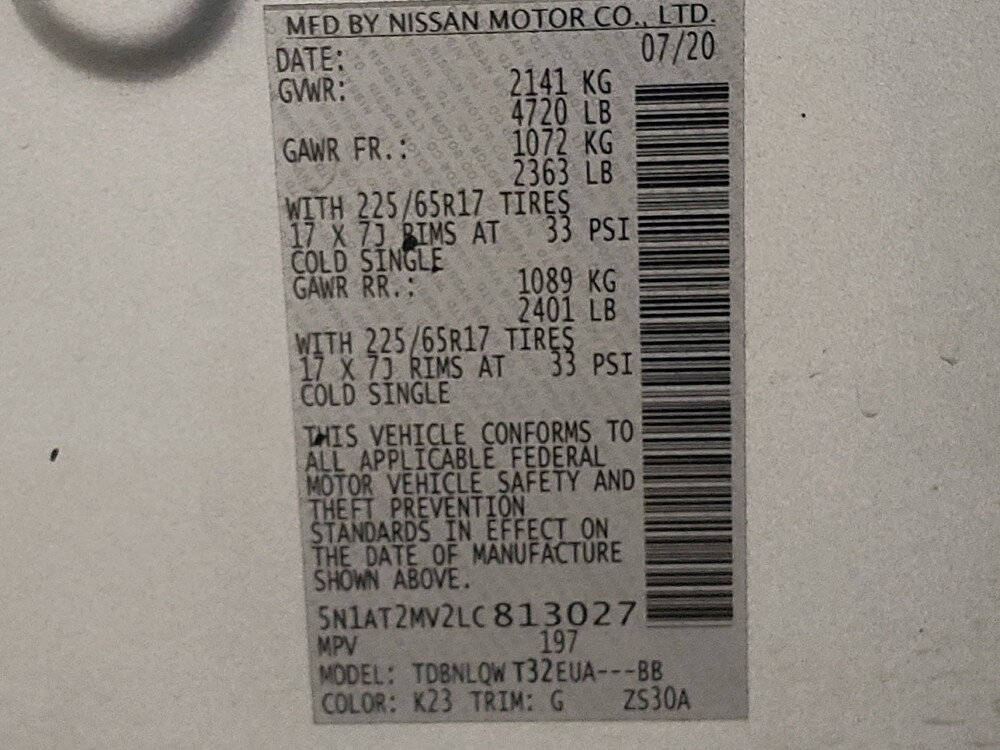 MFD BY NISSAN MOTOR CO., LTD.
DATE: 07/20
GVWR: 2141 KG
4720 LB
GAWR FR.: 1072 KG
2363 LB
WITH 225/65R17 TIRES
17 X 7J RIMS AT 33 PSI
COLD SINGLE
GAWR RR.: 1089 KG
2401 LB
WITH 225/65R17 TIRES
17 X 7J RIMS AT 33 PSI
COLD SINGLE
THIS VEHICLE CONFORMS TO
ALL APPLICABLE FEDERAL
MOTOR VEHICLE SAFETY AND
THEFT PREVENTION
STANDARDS IN EFFECT ON
THE DATE OF MANUFACTURE
SHOWN ABOVE.
5N1AT2MV2LC813027
MPV 197
MODEL: TDBNLQW T32EUA---BB
COLOR: K23 TRIM: G ZS30A